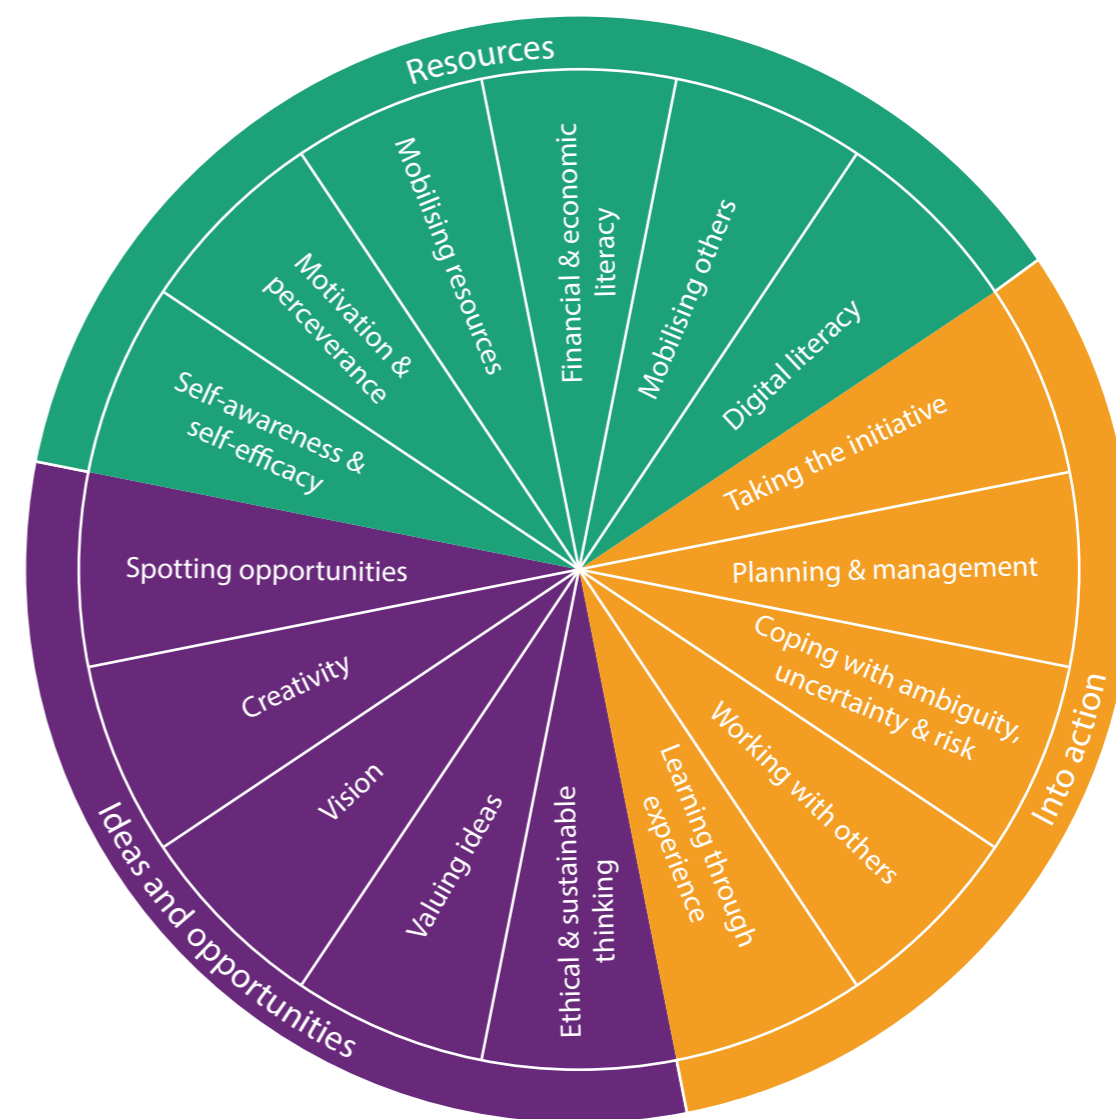 Resources
Self-awareness &
self-efficacy
Motivation &
perceverance
Mobilising resources
Financial & economic
literacy
Mobilising others
Digital literacy
Into action
Taking the initiative
Planning & management
Coping with ambiguity,
uncertainty & risk
Working with others
Learning through
experience
Ideas and opportunities
Spotting opportunities
Creativity
Vision
Valuing ideas
Ethical & sustainable
thinking